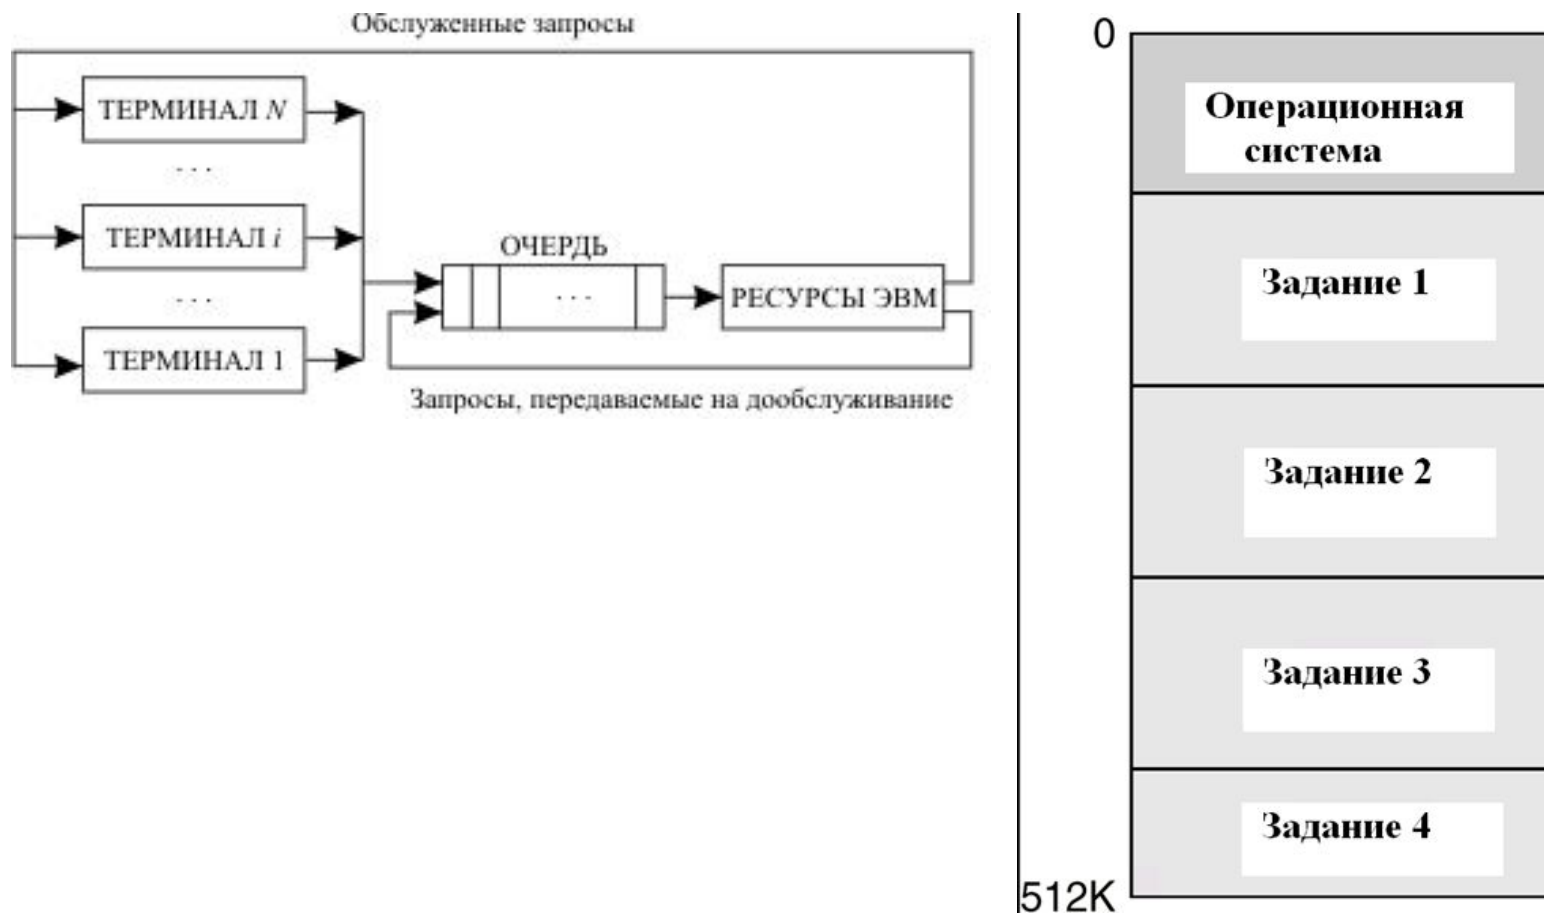 Обслуженные запросы
ТЕРМИНАЛ N
. . .
ТЕРМИНАЛ i
. . .
ТЕРМИНАЛ 1
ОЧЕРДЬ
. . .
РЕСУРСЫ ЭВМ
Запросы, передаваемые на дообслуживание
0
Операционная
система
Задание 1
Задание 2
Задание 3
Задание 4
512K